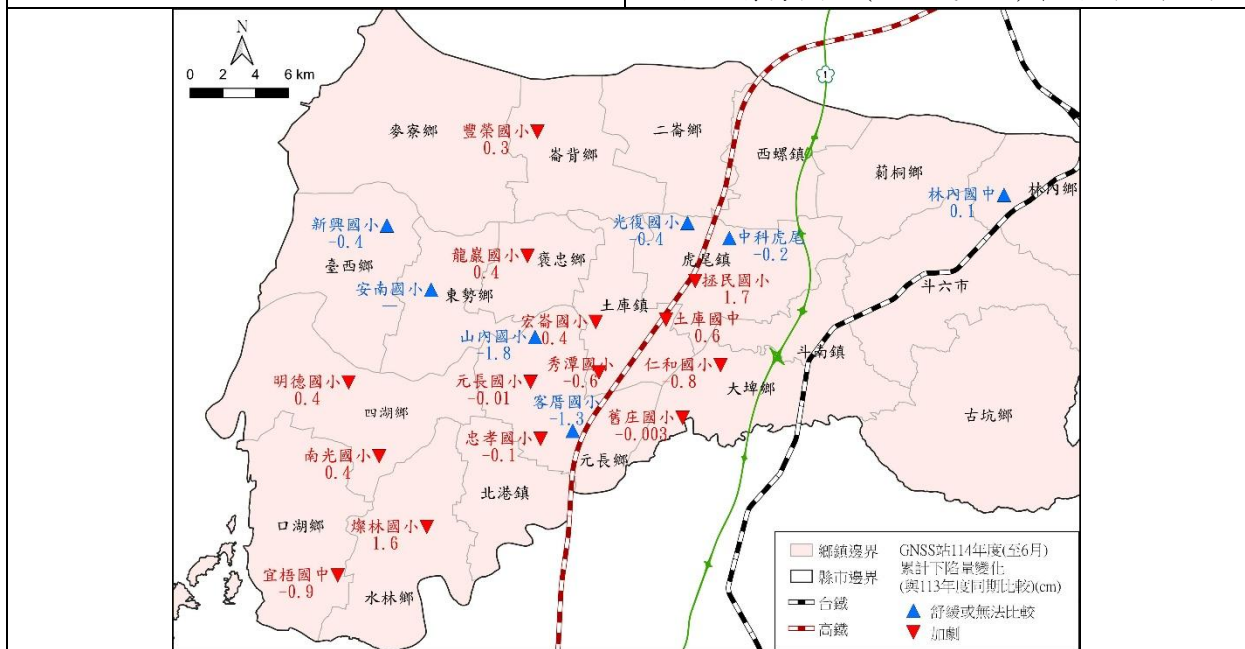 N
0 2 4 6 km
1
麥寮鄉
豐榮國小
0.3
崙背鄉
二崙鄉
西螺鎮
莿桐鄉
林內國中
0.1
林內鄉
新興國小
-0.4
臺西鄉
龍巖國小
0.4
褒忠鄉
光復國小
-0.4
中科虎尾
-0.2
虎尾鎮
拯民國小
1.7
安南國小
—
東勢鄉
土庫鎮
斗六市
宏崙國小
0.4
土庫國中
0.6
山內國小
-1.8
斗南鎮
秀潭國小
-0.6
仁和國小
-0.8
大埤鄉
明德國小
0.4
元長國小
-0.01
四湖鄉
客厝國小
-1.3
舊庄國小
-0.003
古坑鄉
忠孝國小
-0.1
元長鄉
南光國小
0.4
北港鎮
口湖鄉
燦林國小
1.6
宜梧國中
-0.9
水林鄉
鄉鎮邊界
縣市邊界
台鐵
高鐵
GNSS站114年度(至6月)
累計下陷量變化
(與113年度同期比較)(cm)
舒緩或無法比較
加劇